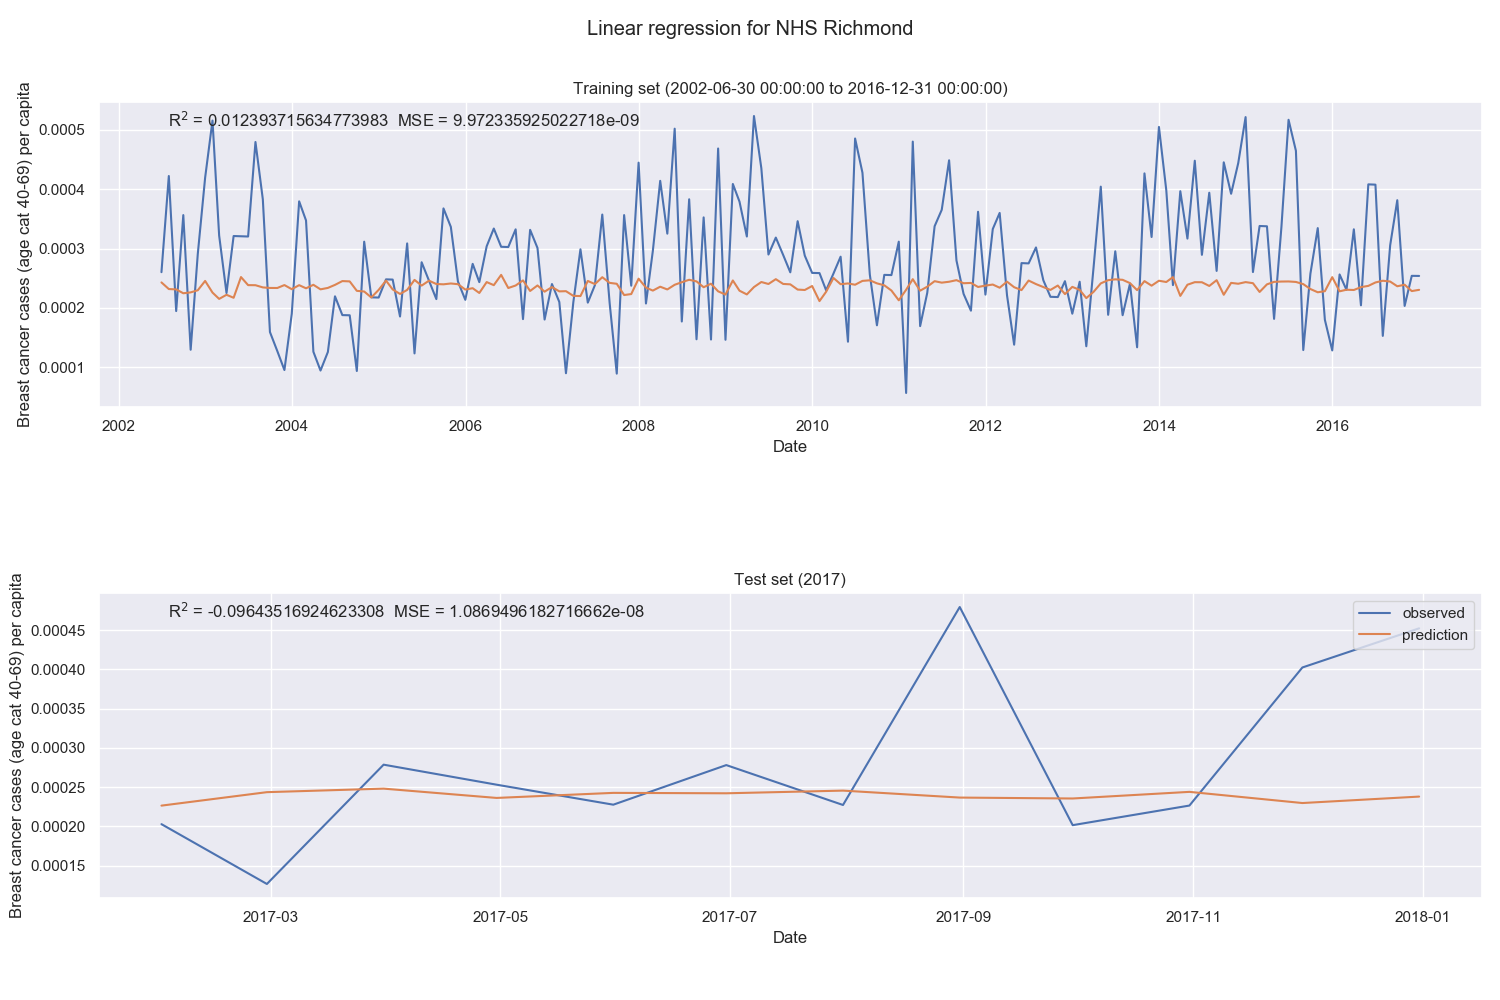 Linear regression for NHS Richmond
Training set (2002-06-30 00:00:00 to 2016-12-31 00:00:00)
R² = 0.012393715634773983 MSE = 9.972335925022718e-09
Breast cancer cases (age cat 40-69) per capita
0.0005
0.0004
0.0003
0.0002
0.0001
2002 2004 2006 2008 2010 2012 2014 2016
Date
Test set (2017)
R² = -0.09643516924623308 MSE = 1.0869496182716662e-08
observed
prediction
Breast cancer cases (age cat 40-69) per capita
0.00045
0.00040
0.00035
0.00030
0.00025
0.00020
0.00015
2017-03 2017-05 2017-07 2017-09 2017-11 2018-01
Date